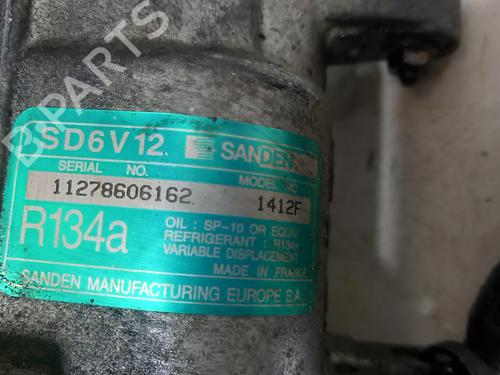 SD6V12 SANDEN
SERIAL NO. MODEL NO.
11278606162 1412F
R134a
OIL : SP-10 OR EQUIV.
REFRIGERANT : R134a
VARIABLE DISPLACEMENT
MADE IN FRANCE
SANDEN MANUFACTURING EUROPE S.A.